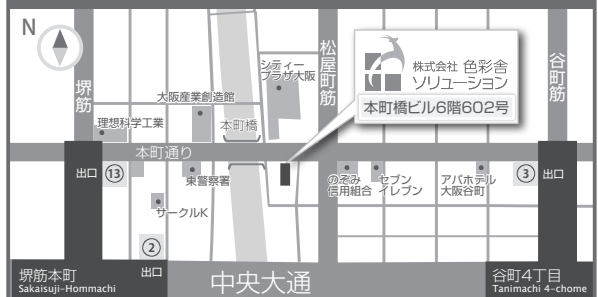 N
堺筋
松屋町筋
谷町筋
株式会社 色彩舎
ソリューション
本町橋ビル6階602号
シティー
プラザ大阪
大阪産業創造館
理想科学工業
本町橋
本町通り
出口
⑬
東警察署
のぞみ
信用組合
セブン
イレブン
アパホテル
大阪谷町
③
出口
サークルK
②
出口
堺筋本町
Sakaisuji-Hommachi
中央大通
谷町4丁目
Tanimachi 4-chome